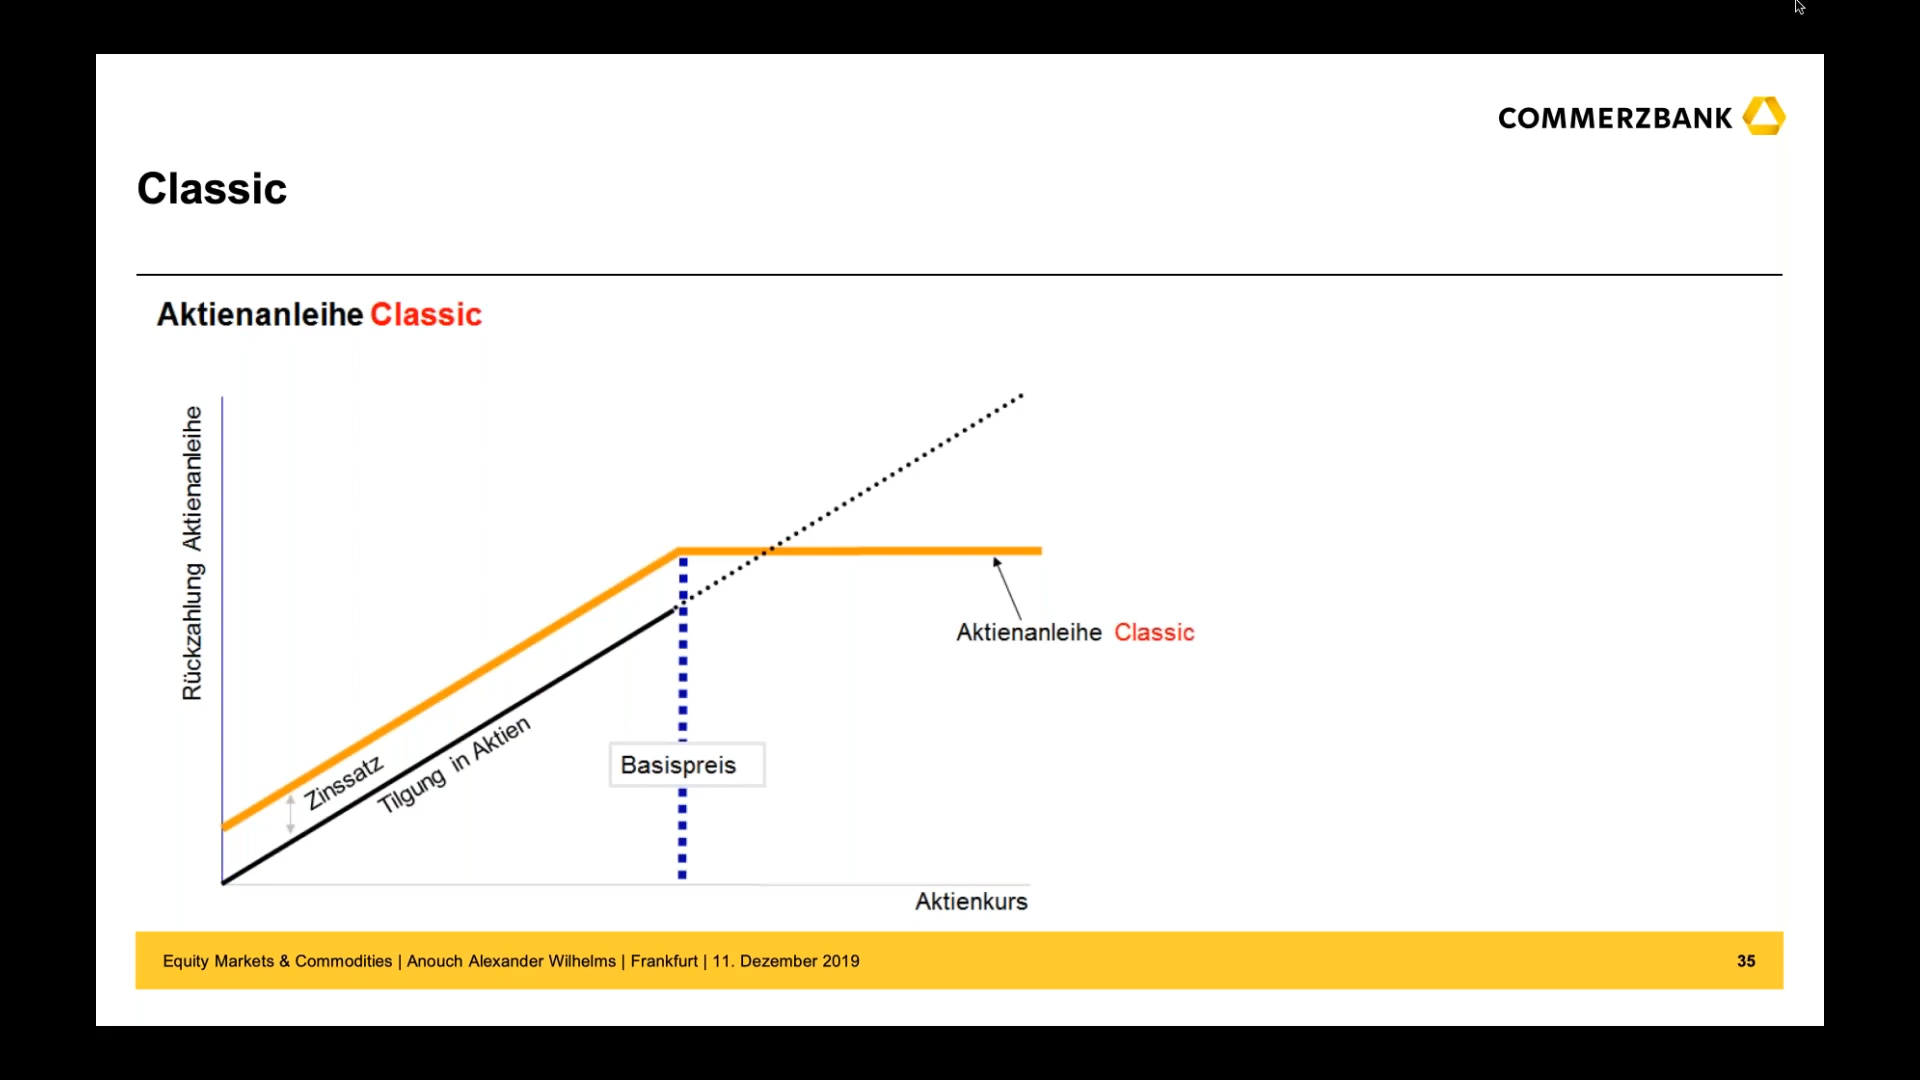 COMMERZBANK
Classic
Aktienanleihe Classic
Rückzahlung Aktienanleihe
Aktienanleihe Classic
Zinssatz
Tilgung in Aktien
Basispreis
Aktienkurs
Equity Markets & Commodities | Anouch Alexander Wilhelms | Frankfurt | 11. Dezember 2019
35